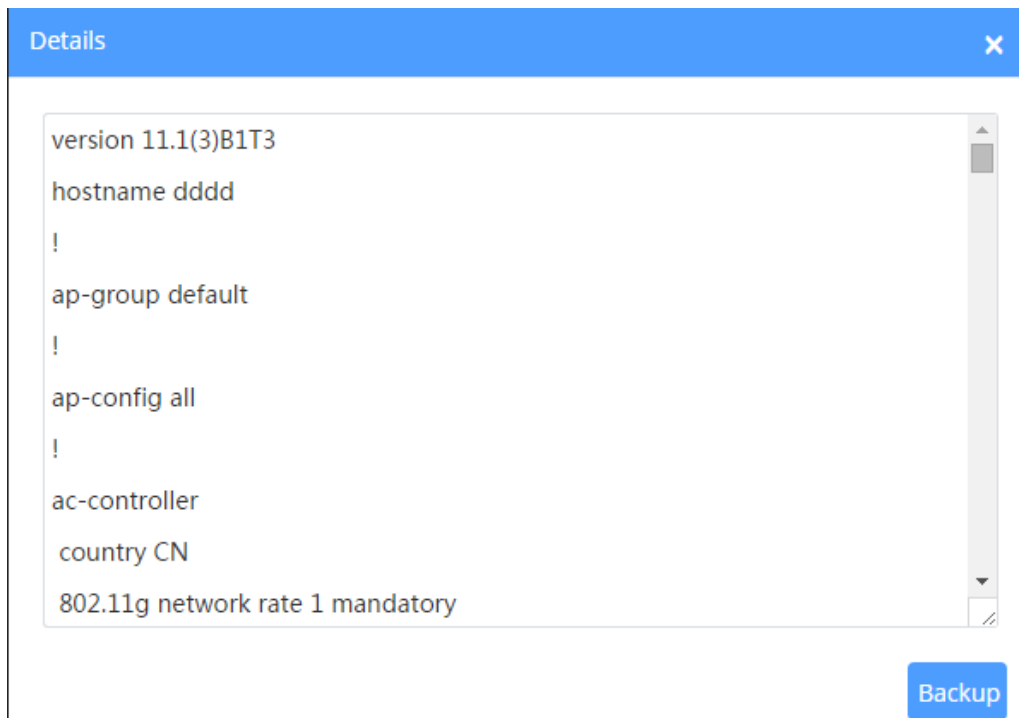 Details
×
version 11.1(3)B1T3
hostname dddd
!
ap-group default
!
ap-config all
!
ac-controller
country CN
802.11g network rate 1 mandatory
Backup